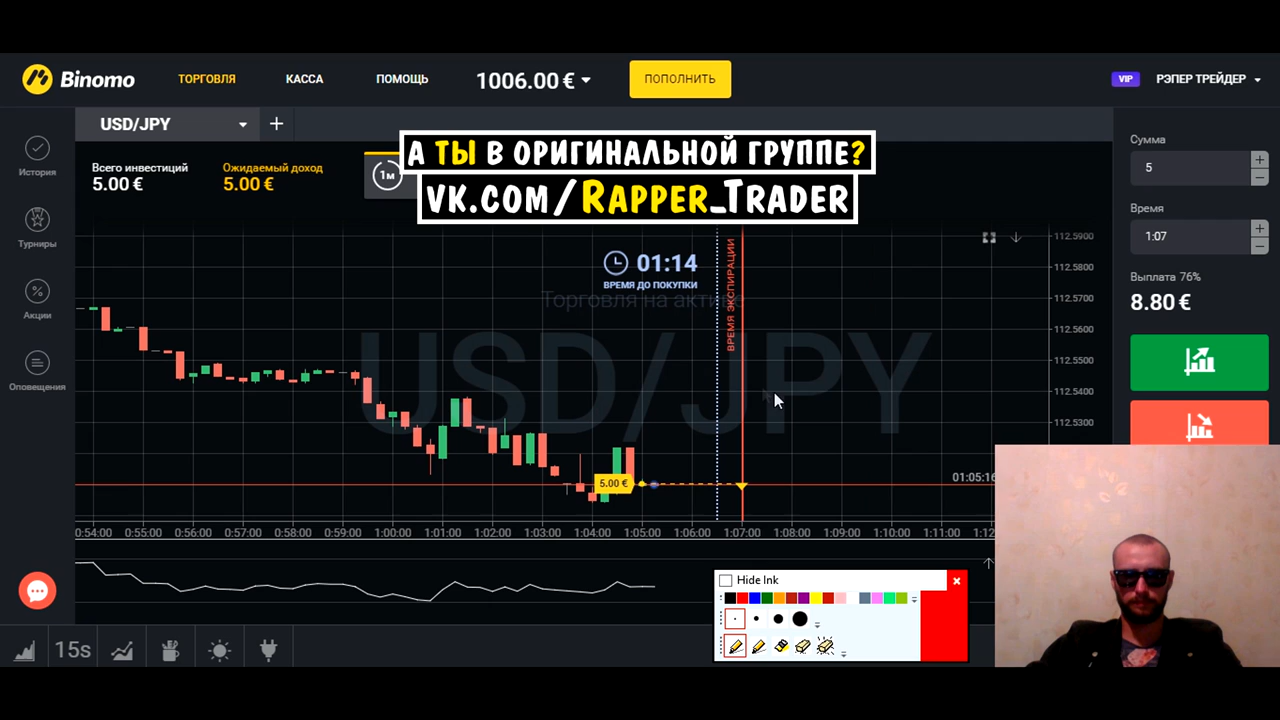 Binomo
ТОРГОВЛЯ
КАССА
ПОМОЩЬ
1006.00 €
ПОПОЛНИТЬ
VIP
РЭПЕР ТРЕЙДЕР
USD/JPY
+
А ТЫ В ОРИГИНАЛЬНОЙ ГРУППЕ?
VK.COM/RAPPER_TRADER
Всего инвестиций
5.00 €
Ожидаемый доход
5.00 €
1м
История
Турниры
Акции
Оповещения
01:14
ВРЕМЯ ДО ПОКУПКИ
ВРЕМЯ ЭКСПИРАЦИИ
USD/JPY
112.5900
112.5800
112.5700
112.5600
112.5500
112.5400
112.5300
5.00 €
01:05:16
0:54:00 0:55:00 0:56:00 0:57:00 0:58:00 0:59:00 1:00:00 1:01:00 1:02:00 1:03:00 1:04:00 1:05:00 1:06:00 1:07:00 1:08:00 1:09:00 1:10:00 1:11:00
Сумма
5
Время
1:07
Выплата 76%
8.80 €
Hide Ink
15s